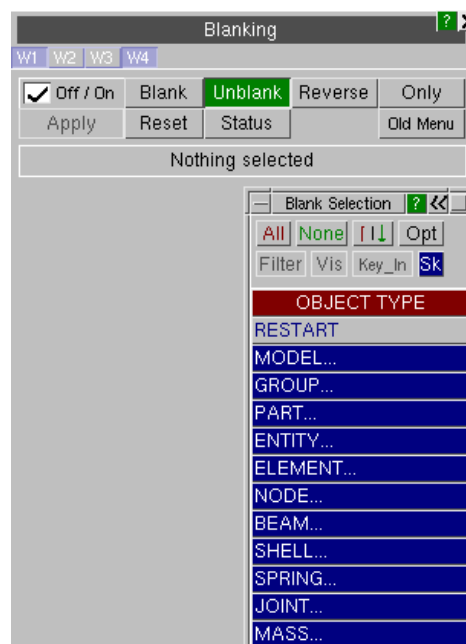 Blanking ?
W1 W2 W3 W4
Off / On Blank Unblank Reverse Only
Apply Reset Status Old Menu
Nothing selected
Blank Selection ?
All None Opt
Filter Vis Key_In Sk
OBJECT TYPE
RESTART
MODEL...
GROUP...
PART...
ENTITY...
ELEMENT...
NODE...
BEAM...
SHELL...
SPRING...
JOINT...
MASS...